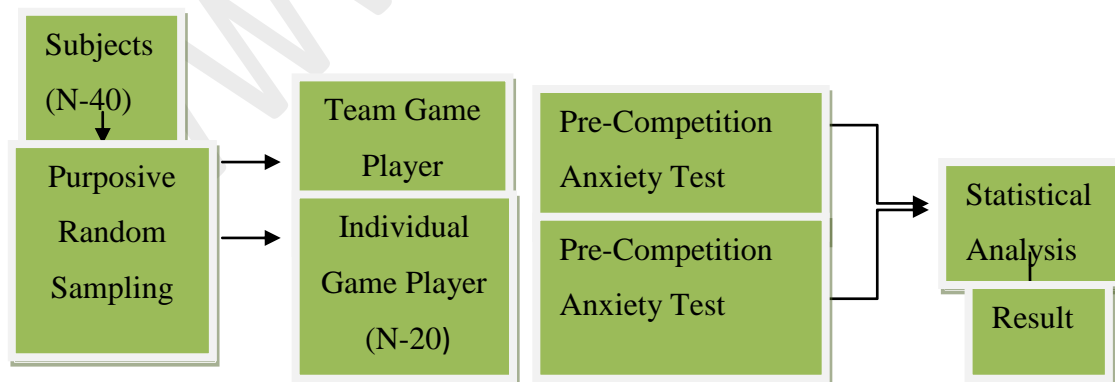 Subjects
(N-40)
Purposive
Random
Sampling
Team Game
Player
Individual
Game Player
(N-20)
Pre-Competition
Anxiety Test
Pre-Competition
Anxiety Test
Statistical
Analysis
Result